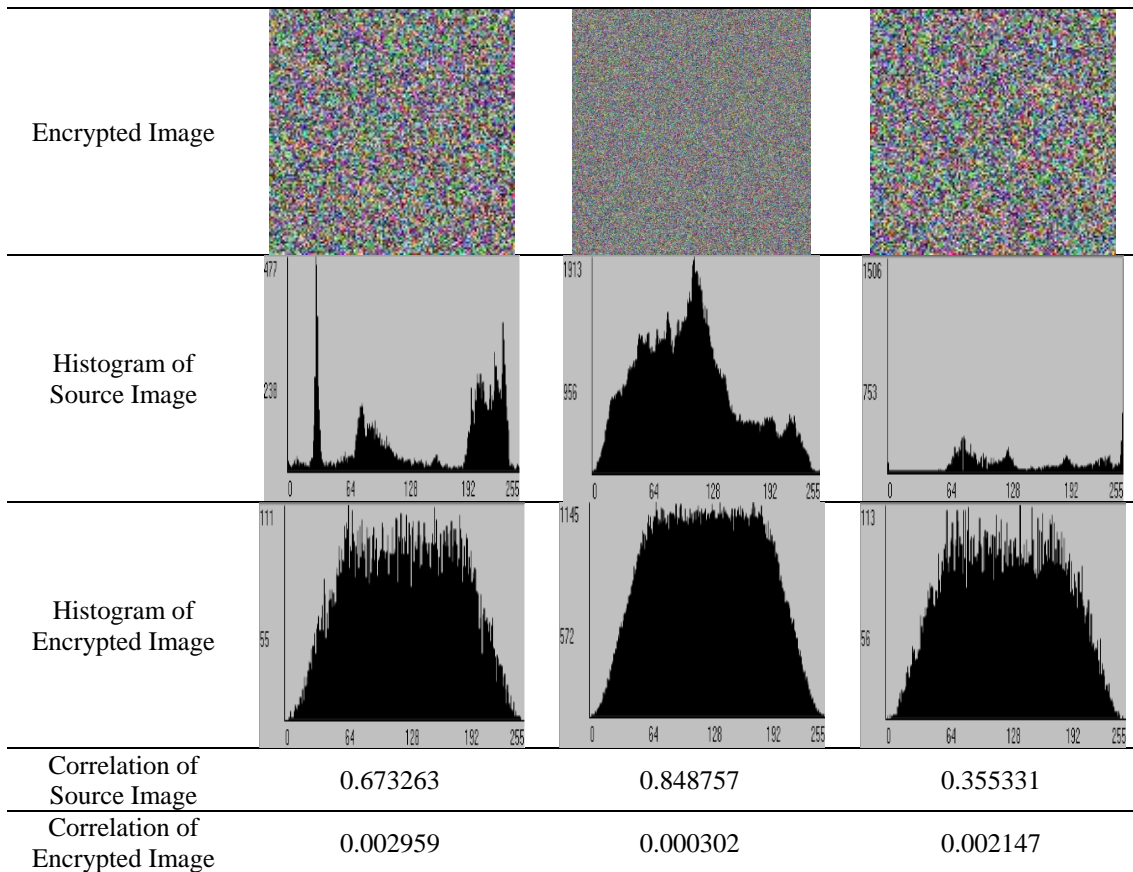 Encrypted Image
Histogram of
Source Image
477
238
0 64 128 192 255
1913
956
0 64 128 192 255
1506
753
0 64 128 192 255
Histogram of
Encrypted Image
111
55
0 64 128 192 255
1145
572
0 64 128 192 255
113
56
0 64 128 192 255
Correlation of
Source Image
0.673263 0.848757 0.355331
Correlation of
Encrypted Image
0.002959 0.000302 0.002147